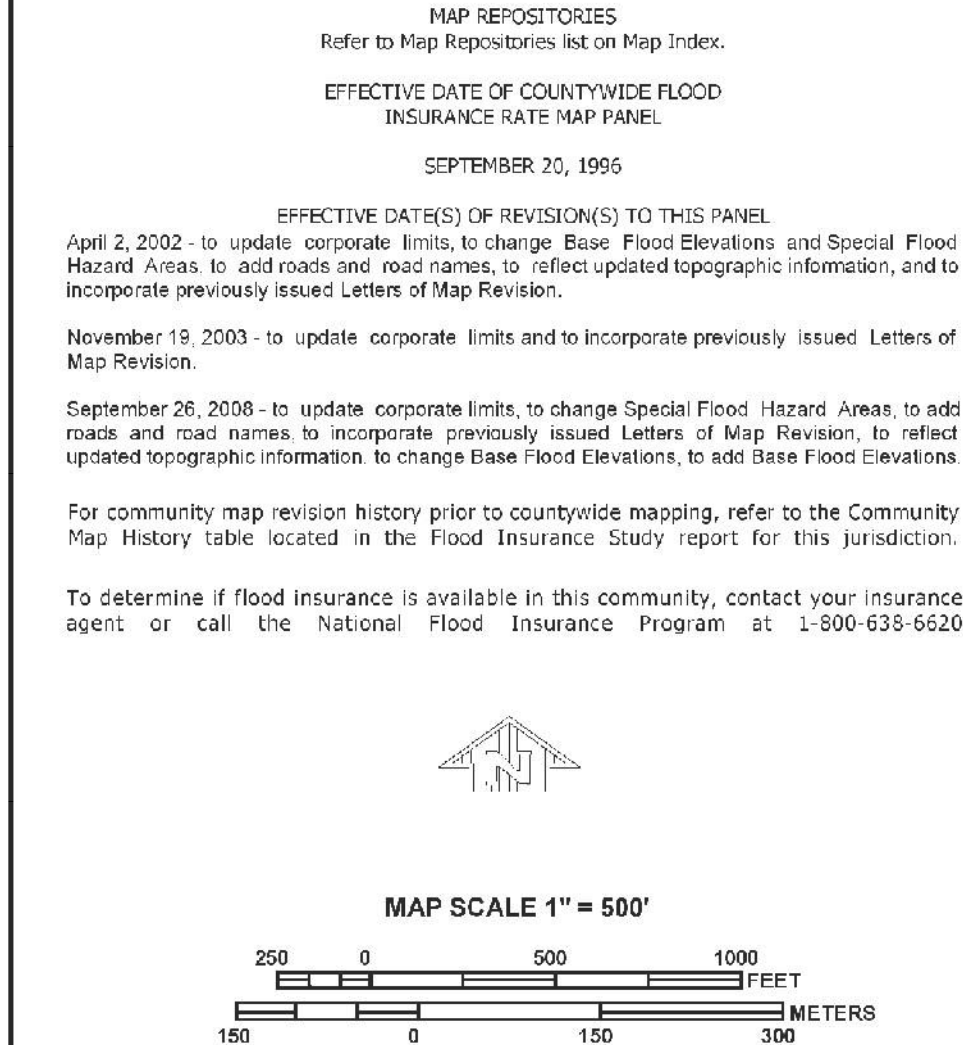 MAP REPOSITORIES
Refer to Map Repositories list on Map Index.
EFFECTIVE DATE OF COUNTYWIDE FLOOD
INSURANCE RATE MAP PANEL
SEPTEMBER 20, 1996
EFFECTIVE DATE(S) OF REVISION(S) TO THIS PANEL
April 2, 2002 - to update corporate limits, to change Base Flood Elevations and Special Flood
Hazard Areas, to add roads and road names, to reflect updated topographic information, and to
incorporate previously issued Letters of Map Revision.
November 19, 2003 - to update corporate limits and to incorporate previously issued Letters of
Map Revision.
September 26, 2008 - to update corporate limits, to change Special Flood Hazard Areas, to add
roads and road names, to incorporate previously issued Letters of Map Revision, to reflect
updated topographic information. to change Base Flood Elevations, to add Base Flood Elevations.
For community map revision history prior to countywide mapping, refer to the Community
Map History table located in the Flood Insurance Study report for this jurisdiction.
To determine if flood insurance is available in this community, contact your insurance
agent or call the National Flood Insurance Program at 1-800-638-6620
N
MAP SCALE 1" = 500'
250 0 500 1000
FEET
METERS
150 0 150 300